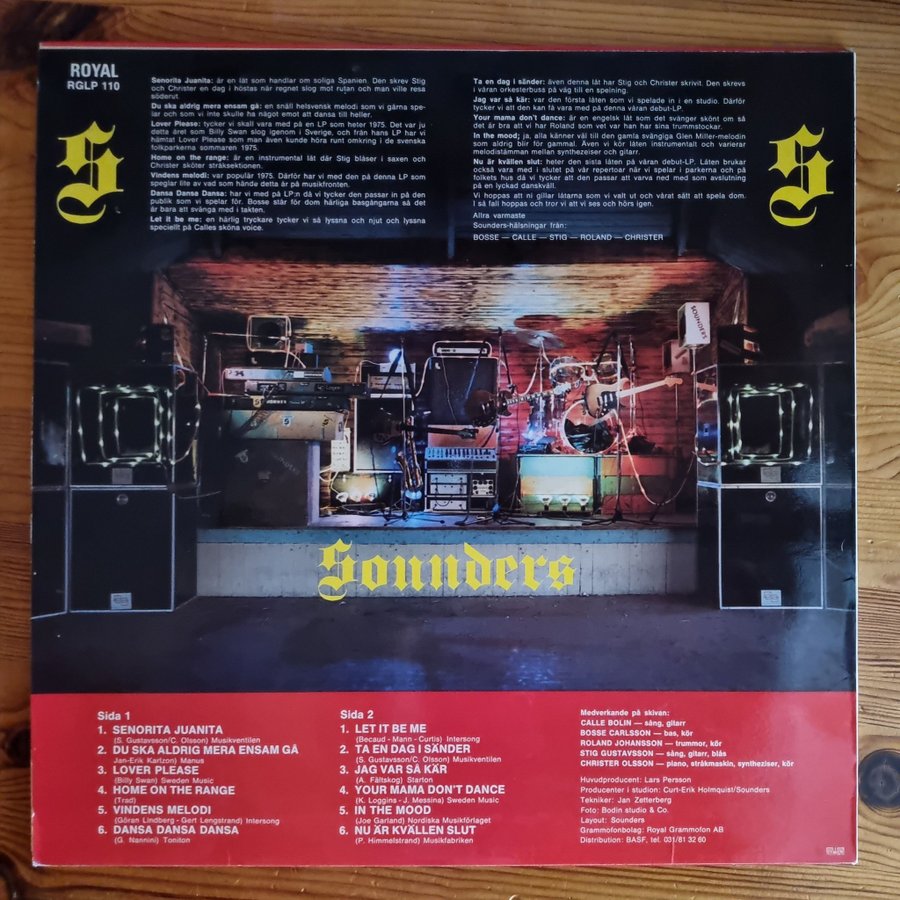 ROYAL
RGLP 110
S
Senorita Juanita: är en låt som handlar om soliga Spanien. Den skrev Stig
och Christer en dag i höstas när regnet slog mot rutan och man ville resa
söderut.
Du ska aldrig mera ensam gå: en snäll helsvensk melodi som vi gärna spe-
lar och som vi inte skulle ha något emot att dansa till heller.
Lover Please: tycker vi skall vara med på en LP som heter 1975. Det var ju
detta året som Billy Swan slog igenom i Sverige, och från hans LP har vi
hämtat Lover Please som man även kunde höra runt omkring i de svenska
folkparkerna sommaren 1975.
Home on the range: är en instrumental låt där Stig blåser i saxen och
Christer sköter stråksektionen.
Vindens melodi: var populär 1975. Därför har vi med den på denna LP som
speglar lite av vad som hände detta år på musikfronten.
Dansa Dansa Dansa: har vi med på LP:n då vi tycker den passar in på den
publik som vi spelar för. Bosse står för dom härliga basgångarna så det
är bara att svänga med i takten.
Let it be me: en härlig tryckare tycker vi så lyssna och njut och lyssna
speciellt på Calles sköna voice.
Ta en dag i sänder: även denna låt har Stig och Christer skrivit. Den skrevs
i våran orkesterbuss på väg till en spelning.
Jag var så kär: var den första låten som vi spelade in i en studio. Därför
tycker vi att den kan få vara med på denna våran debut-LP.
Your mama don't dance: är en engelsk låt som det svänger skönt om så
det är bra att vi har Roland som vet var han har sina trummstockar.
In the mood; ja, alla känner väl till den gamla svängiga Glen Miller-melodin
som aldrig blir för gammal. Även vi kör låten instrumentalt och varierar
melodistämman mellan synthezeiser och gitarr.
Nu är kvällen slut: heter den sista låten på våran debut-LP. Låten brukar
också vara med i slutet på vår repertoar när vi spelar i parkerna och på
folkets hus då vi tycker att den passar att varva ned med som avslutning
på en lyckad danskväll.
Vi hoppas att ni gillar låtarna som vi valt ut och vårat sätt att spela dom.
I så fall hoppas och tror vi att vi ses och hörs igen.
Allra varmaste
Sounders-hälsningar från:
BOSSE — CALLE — STIG — ROLAND — CHRISTER
S
SOUNDERS
SOUNDERS
Sounders
Sida 1
1. SENORITA JUANITA
(S. Gustavsson/C. Olsson) Musikventilen
2. DU SKA ALDRIG MERA ENSAM GÅ
Jan-Erik Karlzon) Manus
3. LOVER PLEASE
(Billy Swan) Sweden Music
4. HOME ON THE RANGE
(Trad)
5. VINDENS MELODI
(Göran Lindberg - Gert Lengstrand) Intersong
6. DANSA DANSA DANSA
(G. Nannini) Toniton
Sida 2
1. LET IT BE ME
(Becaud - Mann - Curtis) Intersong
2. TA EN DAG I SÄNDER
(S. Gustavsson/C. Olsson) Musikventilen
3. JAG VAR SÅ KÄR
(A. Fältskog) Starton
4. YOUR MAMA DON'T DANCE
(K. Loggins - J. Messina) Sweden Music
5. IN THE MOOD
(Joe Garland) Nordiska Musikförlaget
6. NU ÄR KVÄLLEN SLUT
(P. Himmelstrand) Musikfabriken
Medverkande på skivan:
CALLE BOLIN — sång, gitarr
BOSSE CARLSSON — bas, kör
ROLAND JOHANSSON — trummor, kör
STIG GUSTAVSSON — sång, gitarr, blås
CHRISTER OLSSON — piano, stråkmaskin, syntheziser, kör
Huvudproducent: Lars Persson
Producenter i studion: Curt-Erik Holmquist/Sounders
Tekniker: Jan Zetterberg
Foto: Bodin studio & Co.
Layout: Sounders
Grammofonbolag: Royal Grammofon AB
Distribution: BASF, tel. 031/81 32 60